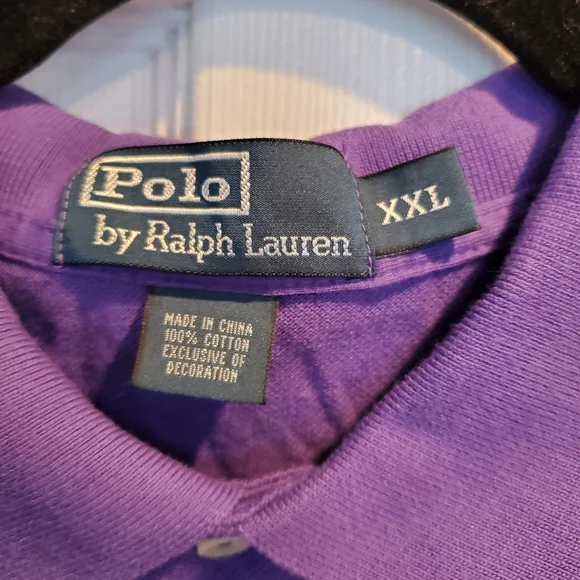 Polo
by Ralph Lauren
XXL
MADE IN CHINA
100% COTTON
EXCLUSIVE OF
DECORATION